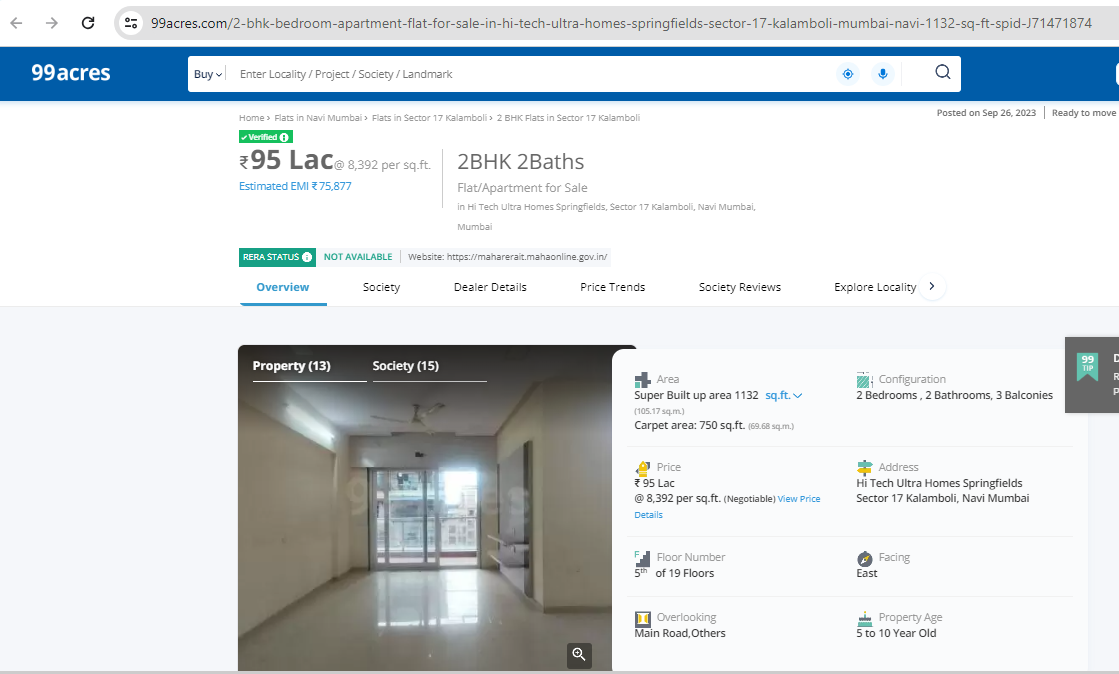 99acres.com/2-bhk-bedroom-apartment-flat-for-sale-in-hi-tech-ultra-homes-springfields-sector-17-kalamboli-mumbai-navi-1132-sq-ft-spid-J71471874
99acres
Buy
Enter Locality / Project / Society / Landmark
Home › Flats in Navi Mumbai › Flats in Sector 17 Kalamboli › 2 BHK Flats in Sector 17 Kalamboli
Posted on Sep 26, 2023 | Ready to move
Verified
₹95 Lac @ 8,392 per sq.ft.
Estimated EMI ₹75,877
2BHK 2Baths
Flat/Apartment for Sale
in Hi Tech Ultra Homes Springfields, Sector 17 Kalamboli, Navi Mumbai,
Mumbai
RERA STATUS NOT AVAILABLE | Website: https://maharerait.mahaonline.gov.in/
Overview Society Dealer Details Price Trends Society Reviews Explore Locality
Property (13) Society (15)
Area
Super Built up area 1132 sq.ft.
(105.17 sq.m.)
Carpet area: 750 sq.ft. (69.68 sq.m.)
Configuration
2 Bedrooms , 2 Bathrooms, 3 Balconies
Price
₹ 95 Lac
@ 8,392 per sq.ft. (Negotiable) View Price
Details
Address
Hi Tech Ultra Homes Springfields
Sector 17 Kalamboli, Navi Mumbai
Floor Number
5th of 19 Floors
Facing
East
Overlooking
Main Road,Others
Property Age
5 to 10 Year Old
99
TIP